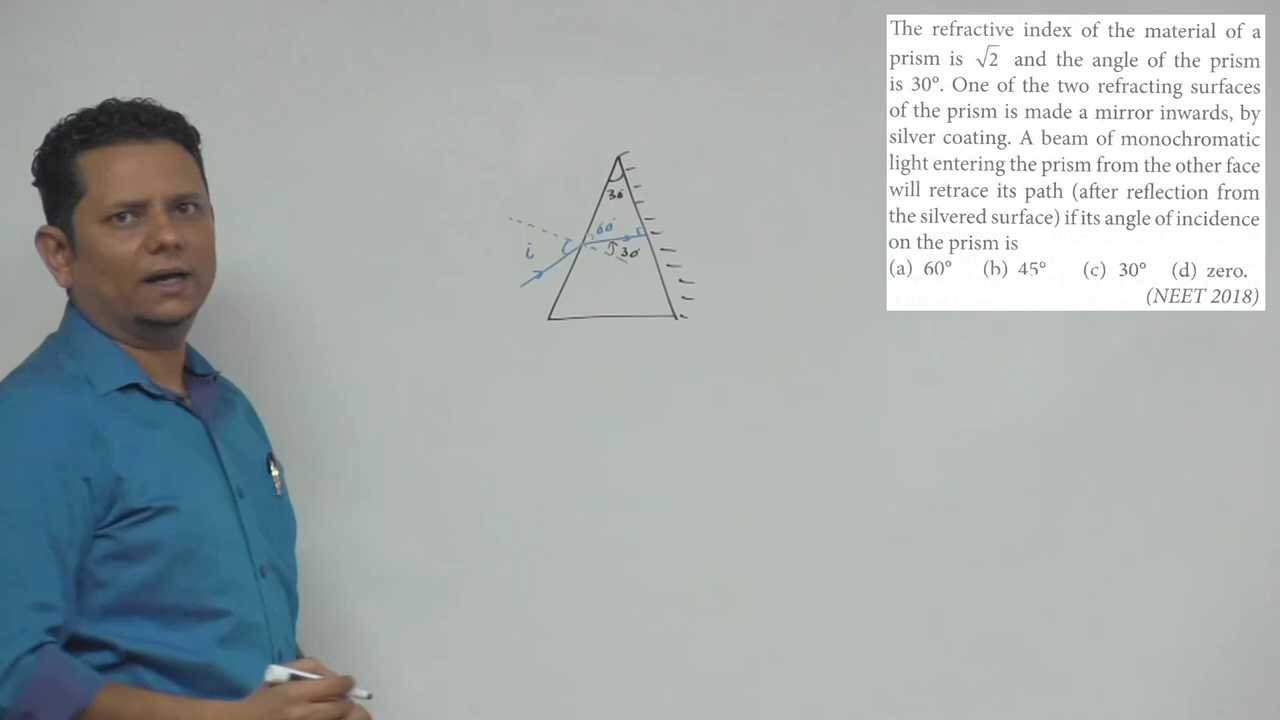 The refractive index of the material of a
prism is √2 and the angle of the prism
is 30°. One of the two refracting surfaces
of the prism is made a mirror inwards, by
silver coating. A beam of monochromatic
light entering the prism from the other face
will retrace its path (after reflection from
the silvered surface) if its angle of incidence
on the prism is
(a) 60° (b) 45° (c) 30° (d) zero.
(NEET 2018)
30°
60°
i
30°